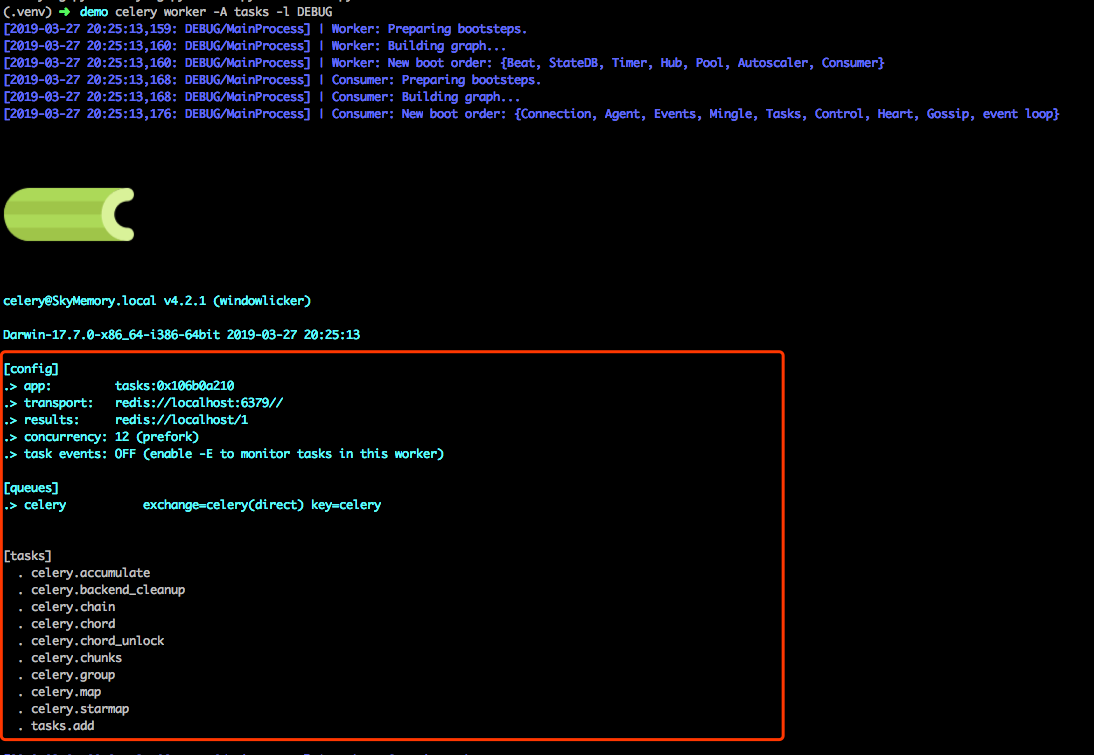 (.venv) ➜ demo celery worker -A tasks -l DEBUG
[2019-03-27 20:25:13,159: DEBUG/MainProcess] | Worker: Preparing bootsteps.
[2019-03-27 20:25:13,160: DEBUG/MainProcess] | Worker: Building graph...
[2019-03-27 20:25:13,160: DEBUG/MainProcess] | Worker: New boot order: {Beat, StateDB, Timer, Hub, Pool, Autoscaler, Consumer}
[2019-03-27 20:25:13,168: DEBUG/MainProcess] | Consumer: Preparing bootsteps.
[2019-03-27 20:25:13,168: DEBUG/MainProcess] | Consumer: Building graph...
[2019-03-27 20:25:13,176: DEBUG/MainProcess] | Consumer: New boot order: {Connection, Agent, Events, Mingle, Tasks, Control, Heart, Gossip, event loop}
celery@SkyMemory.local v4.2.1 (windowlicker)
Darwin-17.7.0-x86_64-i386-64bit 2019-03-27 20:25:13
[config]
.> app: tasks:0x106b0a210
.> transport: redis://localhost:6379//
.> results: redis://localhost/1
.> concurrency: 12 (prefork)
.> task events: OFF (enable -E to monitor tasks in this worker)
[queues]
.> celery exchange=celery(direct) key=celery
[tasks]
. celery.accumulate
. celery.backend_cleanup
. celery.chain
. celery.chord
. celery.chord_unlock
. celery.chunks
. celery.group
. celery.map
. celery.starmap
. tasks.add